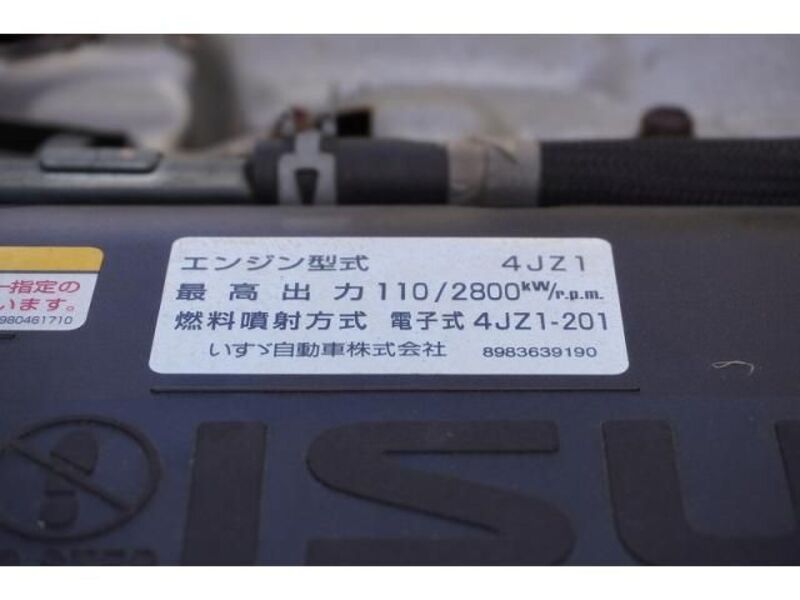 エンジン型式 4JZ1
最高出力 110/2800kW/r.p.m.
燃料噴射方式 電子式 4JZ1-201
いすゞ自動車株式会社 8983639190
指定の
います。
980461710
ISU